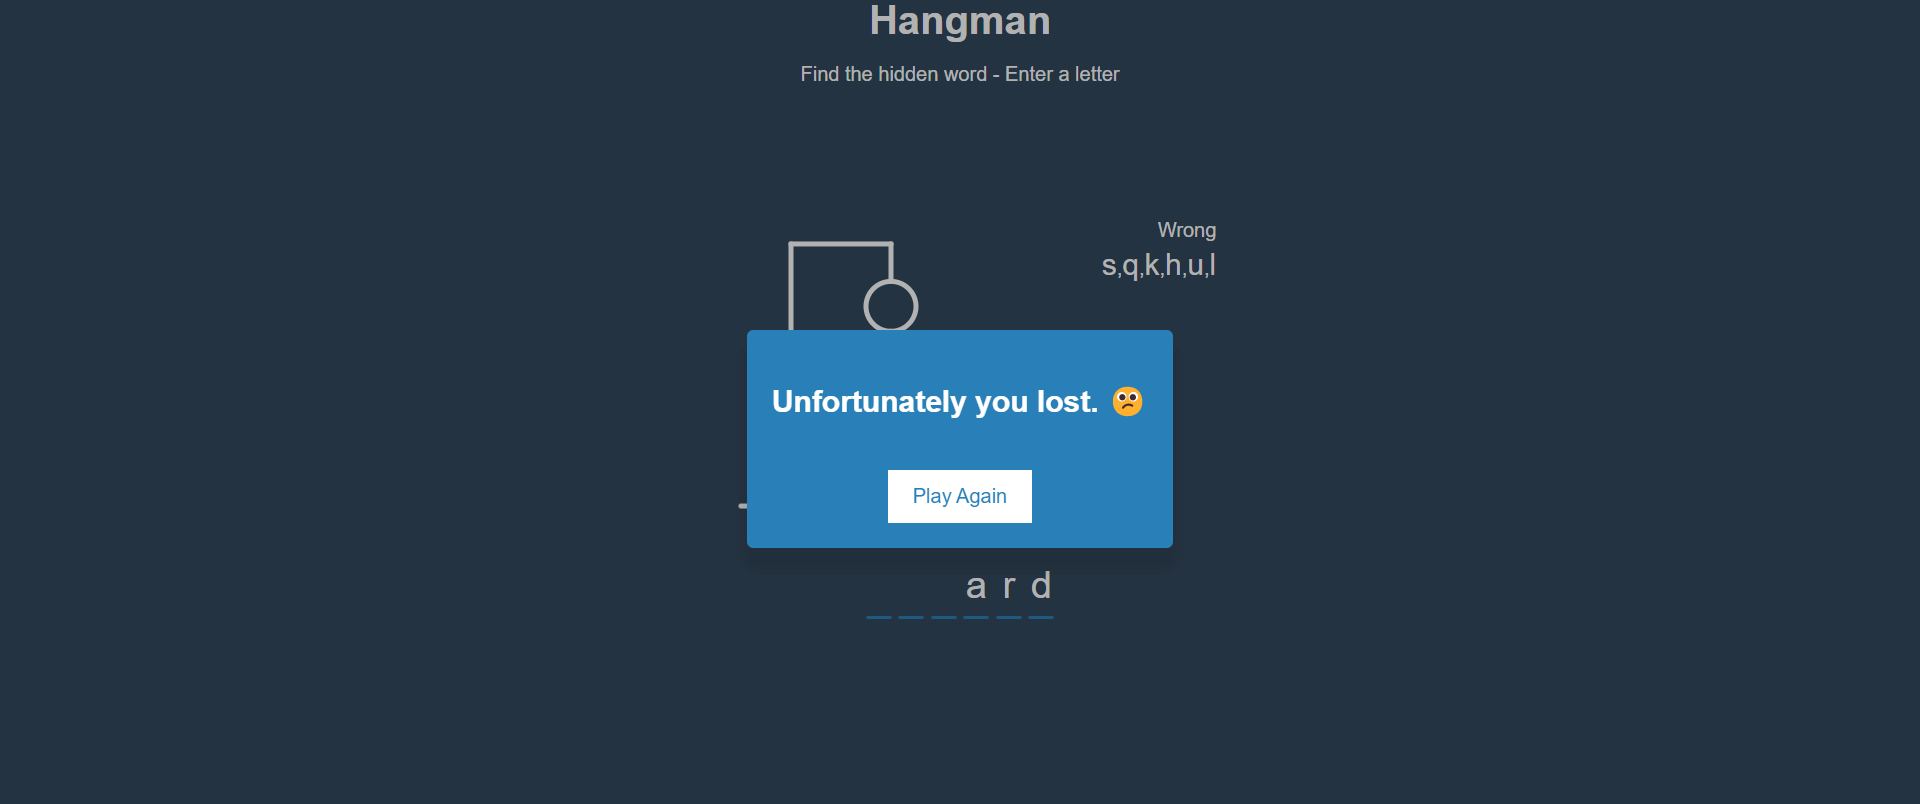 Hangman
Find the hidden word - Enter a letter
Wrong
s,q,k,h,u,l
Unfortunately you lost. 😕
Play Again
a r d